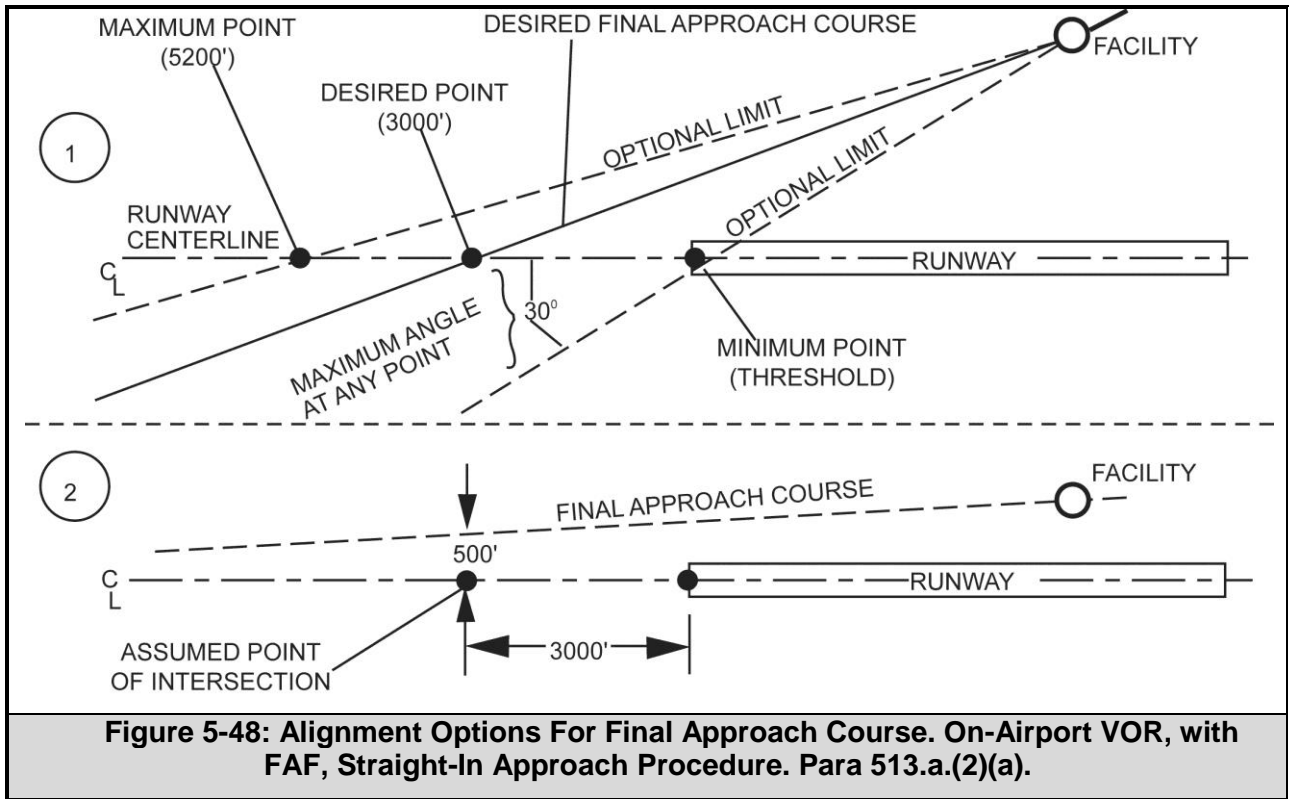 MAXIMUM POINT
(5200')
DESIRED FINAL APPROACH COURSE
FACILITY
DESIRED POINT
(3000')
OPTIONAL LIMIT
OPTIONAL LIMIT
1
RUNWAY
CENTERLINE
CL
RUNWAY
30⁰
MAXIMUM ANGLE
AT ANY POINT
MINIMUM POINT
(THRESHOLD)
2
FACILITY
FINAL APPROACH COURSE
500'
CL
RUNWAY
3000'
ASSUMED POINT
OF INTERSECTION
Figure 5-48: Alignment Options For Final Approach Course. On-Airport VOR, with
FAF, Straight-In Approach Procedure. Para 513.a.(2)(a).